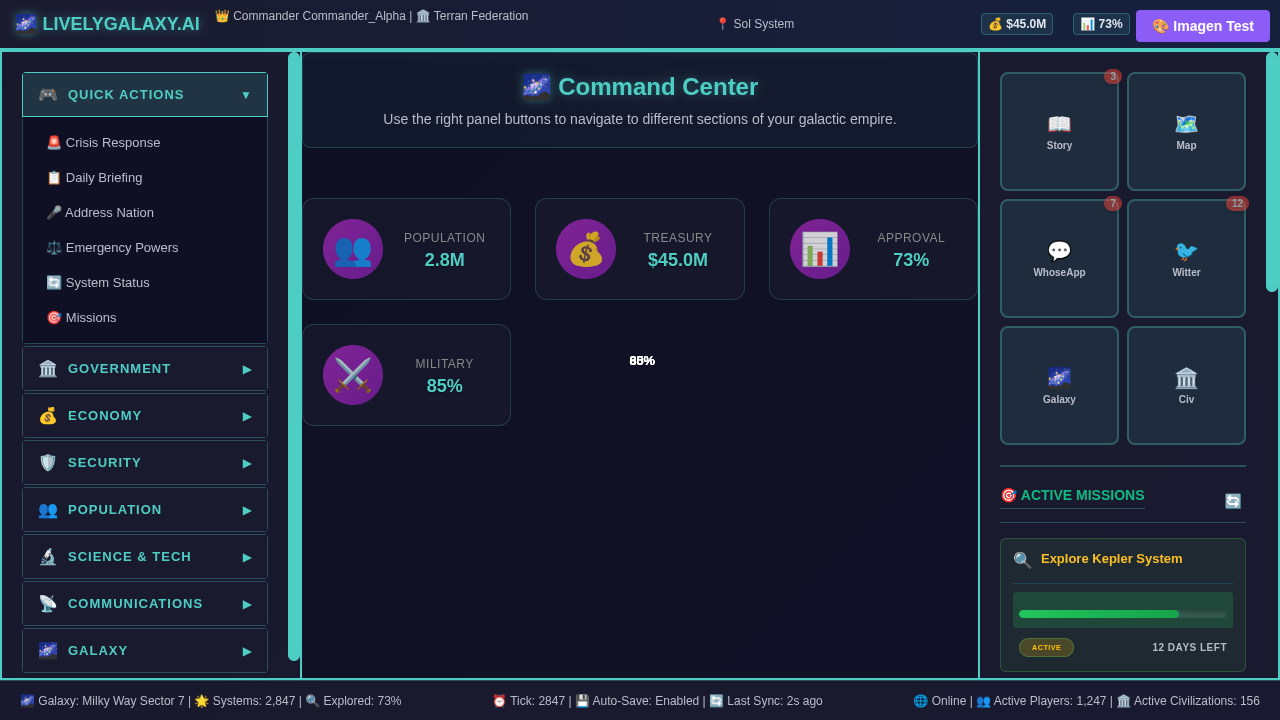 🌌 LIVELYGALAXY.AI
👑 Commander Commander_Alpha | 🏛️ Terran Federation
📍 Sol System
💰 $45.0M
📊 73%
🎨 Imagen Test
🎮 QUICK ACTIONS ▼
🚨 Crisis Response
📋 Daily Briefing
🎤 Address Nation
⚖️ Emergency Powers
🔄 System Status
🎯 Missions
🏛️ GOVERNMENT ▶
💰 ECONOMY ▶
🛡️ SECURITY ▶
👥 POPULATION ▶
🔬 SCIENCE & TECH ▶
📡 COMMUNICATIONS ▶
🌌 GALAXY ▶
🌌 Command Center
Use the right panel buttons to navigate to different sections of your galactic empire.
POPULATION
2.8M
TREASURY
$45.0M
APPROVAL
73%
MILITARY
85%
3
Story
Map
7
WhoseApp
12
Witter
Galaxy
Civ
🎯 ACTIVE MISSIONS
🔍 Explore Kepler System
ACTIVE
12 DAYS LEFT
🌌 Galaxy: Milky Way Sector 7 | 🌟 Systems: 2,847 | 🔍 Explored: 73%
⏰ Tick: 2847 | 💾 Auto-Save: Enabled | 🔄 Last Sync: 2s ago
🌐 Online | 👥 Active Players: 1,247 | 🏛️ Active Civilizations: 156